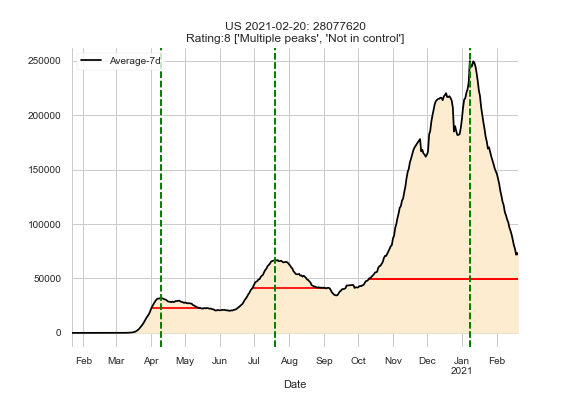 US 2021-02-20: 28077620
Rating:8 ['Multiple peaks', 'Not in control']
Average-7d
250000
200000
150000
100000
50000
0
Feb Mar Apr May Jun Jul Aug Sep Oct Nov Dec Jan Feb
2021
Date